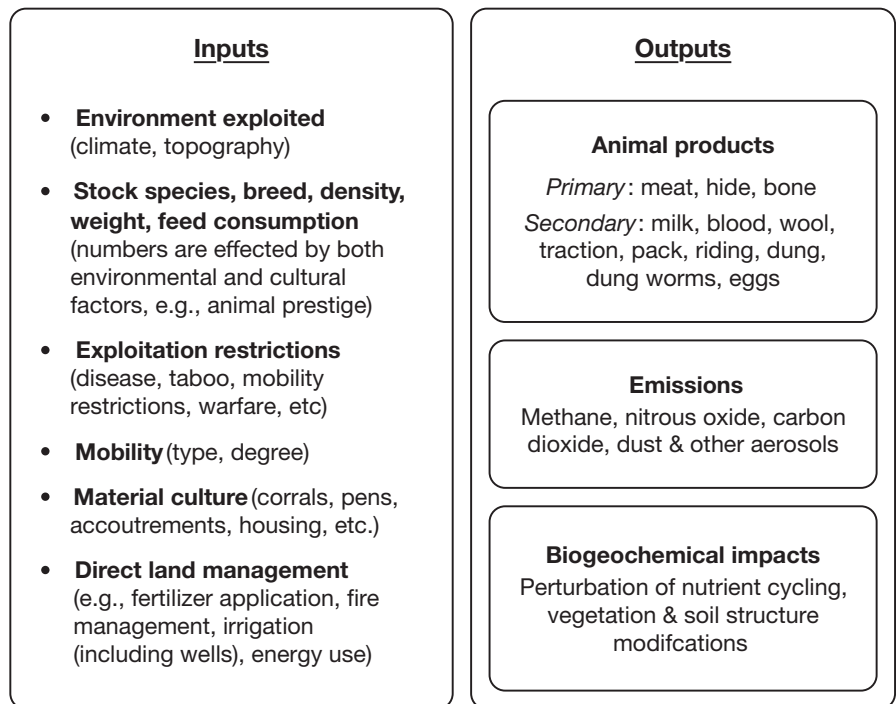 Inputs
• Environment exploited
(climate, topography)
• Stock species, breed, density,
weight, feed consumption
(numbers are effected by both
environmental and cultural
factors, e.g., animal prestige)
• Exploitation restrictions
(disease, taboo, mobility
restrictions, warfare, etc)
• Mobility (type, degree)
• Material culture (corrals, pens,
accoutrements, housing, etc.)
• Direct land management
(e.g., fertilizer application, fire
management, irrigation
(including wells), energy use)
Outputs
Animal products
Primary: meat, hide, bone
Secondary: milk, blood, wool,
traction, pack, riding, dung,
dung worms, eggs
Emissions
Methane, nitrous oxide, carbon
dioxide, dust & other aerosols
Biogeochemical impacts
Perturbation of nutrient cycling,
vegetation & soil structure
modifcations